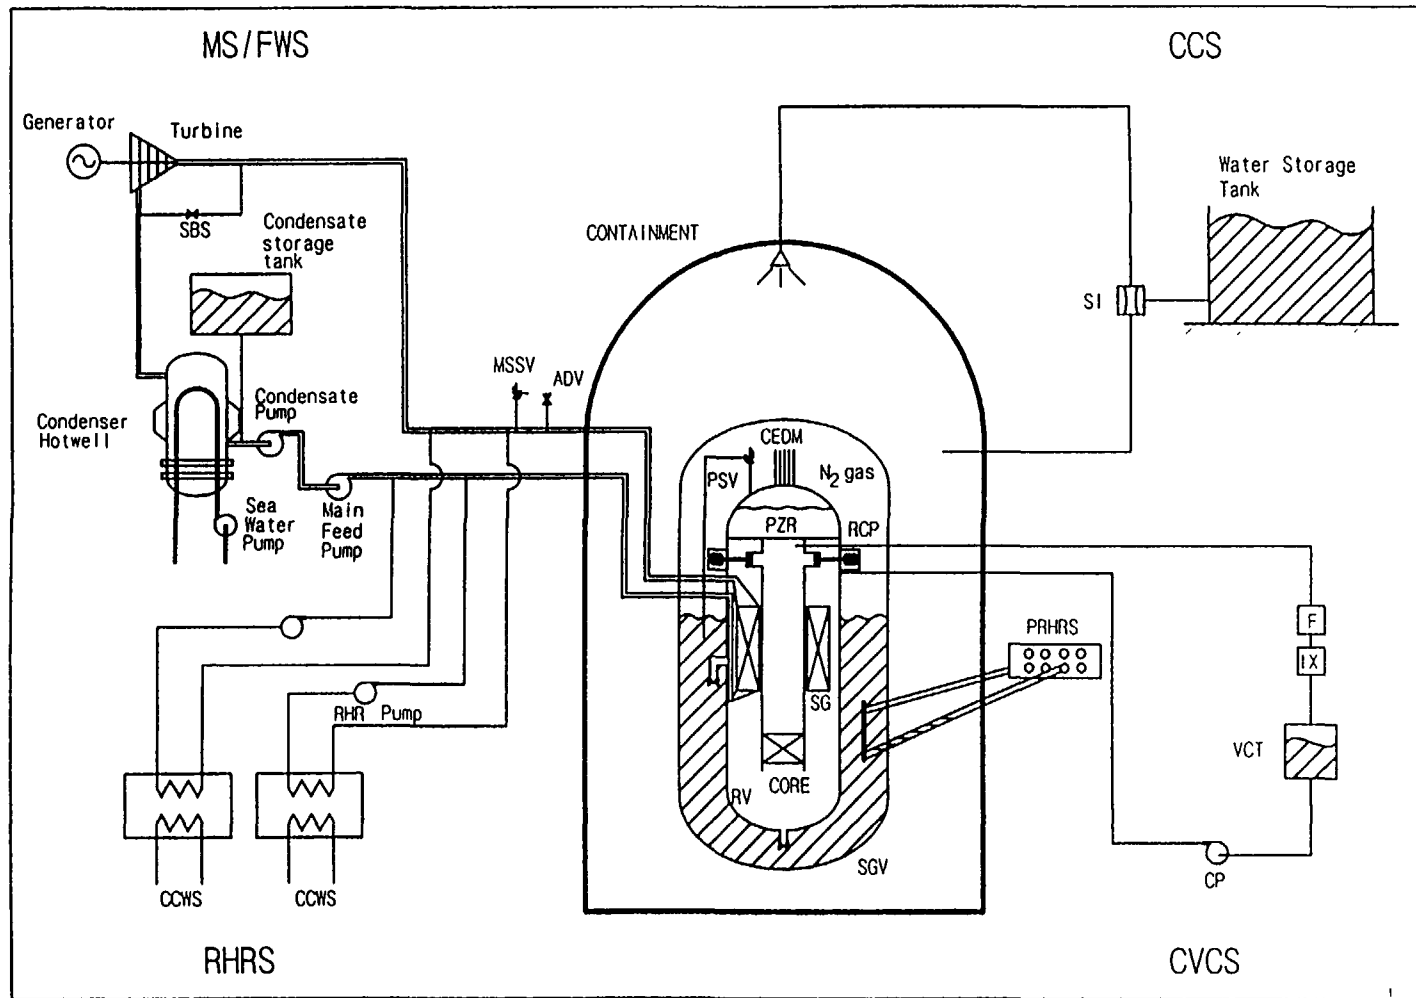 MS/FWS
CCS
Generator
Turbine
SBS
Condensate
storage
tank
Water Storage
Tank
CONTAINMENT
SI
MSSV
ADV
Condensate
Pump
Condenser
Hotwell
Sea
Water
Pump
Main
Feed
Pump
CEDM
PSV
N2 gas
PZR
RCP
F
IX
PRHRS
SG
RHR Pump
VCT
CORE
RV
SGV
CP
CCWS
CCWS
RHRS
CVCS